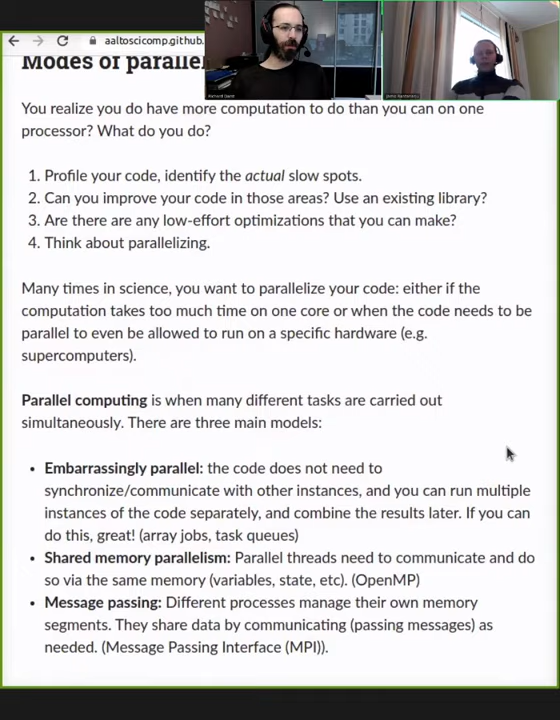 aaltoscicomp.github.
Modes of parallel
You realize you do have more computation to do than you can on one
processor? What do you do?
1. Profile your code, identify the actual slow spots.
2. Can you improve your code in those areas? Use an existing library?
3. Are there are any low-effort optimizations that you can make?
4. Think about parallelizing.
Many times in science, you want to parallelize your code: either if the
computation takes too much time on one core or when the code needs to be
parallel to even be allowed to run on a specific hardware (e.g.
supercomputers).
Parallel computing is when many different tasks are carried out
simultaneously. There are three main models:
• Embarrassingly parallel: the code does not need to
synchronize/communicate with other instances, and you can run multiple
instances of the code separately, and combine the results later. If you can
do this, great! (array jobs, task queues)
• Shared memory parallelism: Parallel threads need to communicate and do
so via the same memory (variables, state, etc). (OpenMP)
• Message passing: Different processes manage their own memory
segments. They share data by communicating (passing messages) as
needed. (Message Passing Interface (MPI)).